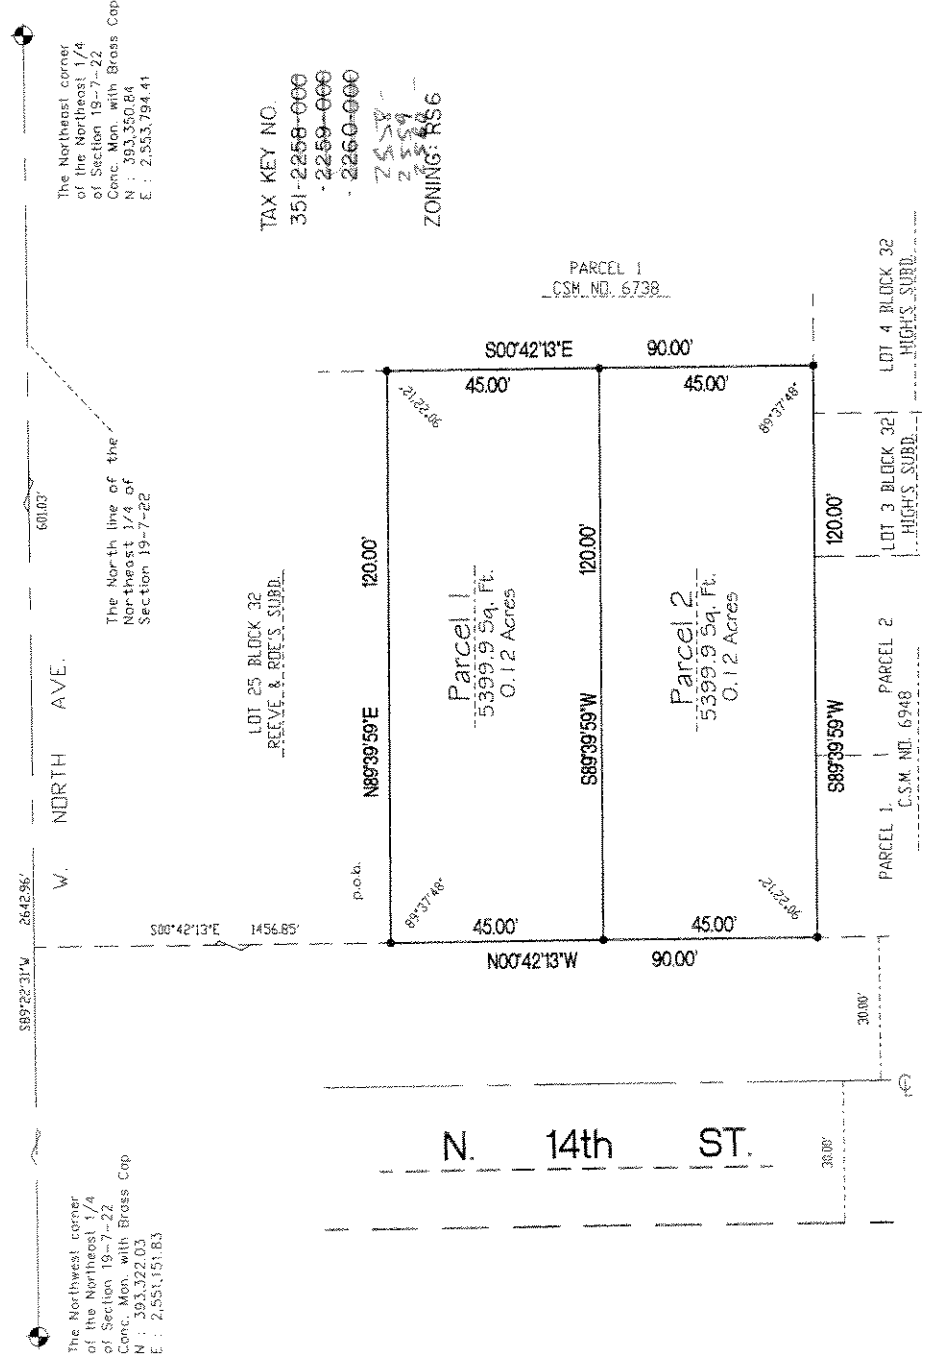 The Northeast corner
of the Northeast 1/4
of Section 19-7-22
Conc. Mon. with Brass Cap
N : 393,350.84
E : 2,553,794.41
TAX KEY NO.
351-2258-000
- 2259-000
- 2260-000
2558-
2559
2560
ZONING: RS6
601.03'
The North line of the
Northeast 1/4 of
Section 19-7-22
W. NORTH AVE.
S89°22'31"W 2642.96'
S00°42'13"E 1456.85'
LOT 25 BLOCK 32
REEVE & ROE'S SUBD.
PARCEL 1
CSM NO. 6738
S00°42'13"E 90.00'
45.00'
45.00'
90°22'12"
89°37'48"
N89°39'59"E 120.00'
Parcel 1
5399.9 Sq. Ft.
0.12 Acres
S89°39'59"W 120.00'
Parcel 2
5399.9 Sq. Ft.
0.12 Acres
S89°39'59"W 120.00'
p.o.b.
89°37'48"
90°22'12"
45.00'
45.00'
N00°42'13"W 90.00'
LOT 4 BLOCK 32
HIGH'S SUBD.
LOT 3 BLOCK 32
HIGH'S SUBD.
PARCEL 1 PARCEL 2
C.S.M. NO. 6948
30.00'
30.00'
N. 14th ST.
The Northwest corner
of the Northeast 1/4
of Section 19-7-22
Conc. Mon. with Brass Cap
N : 393,322.03
E : 2,551,151.83